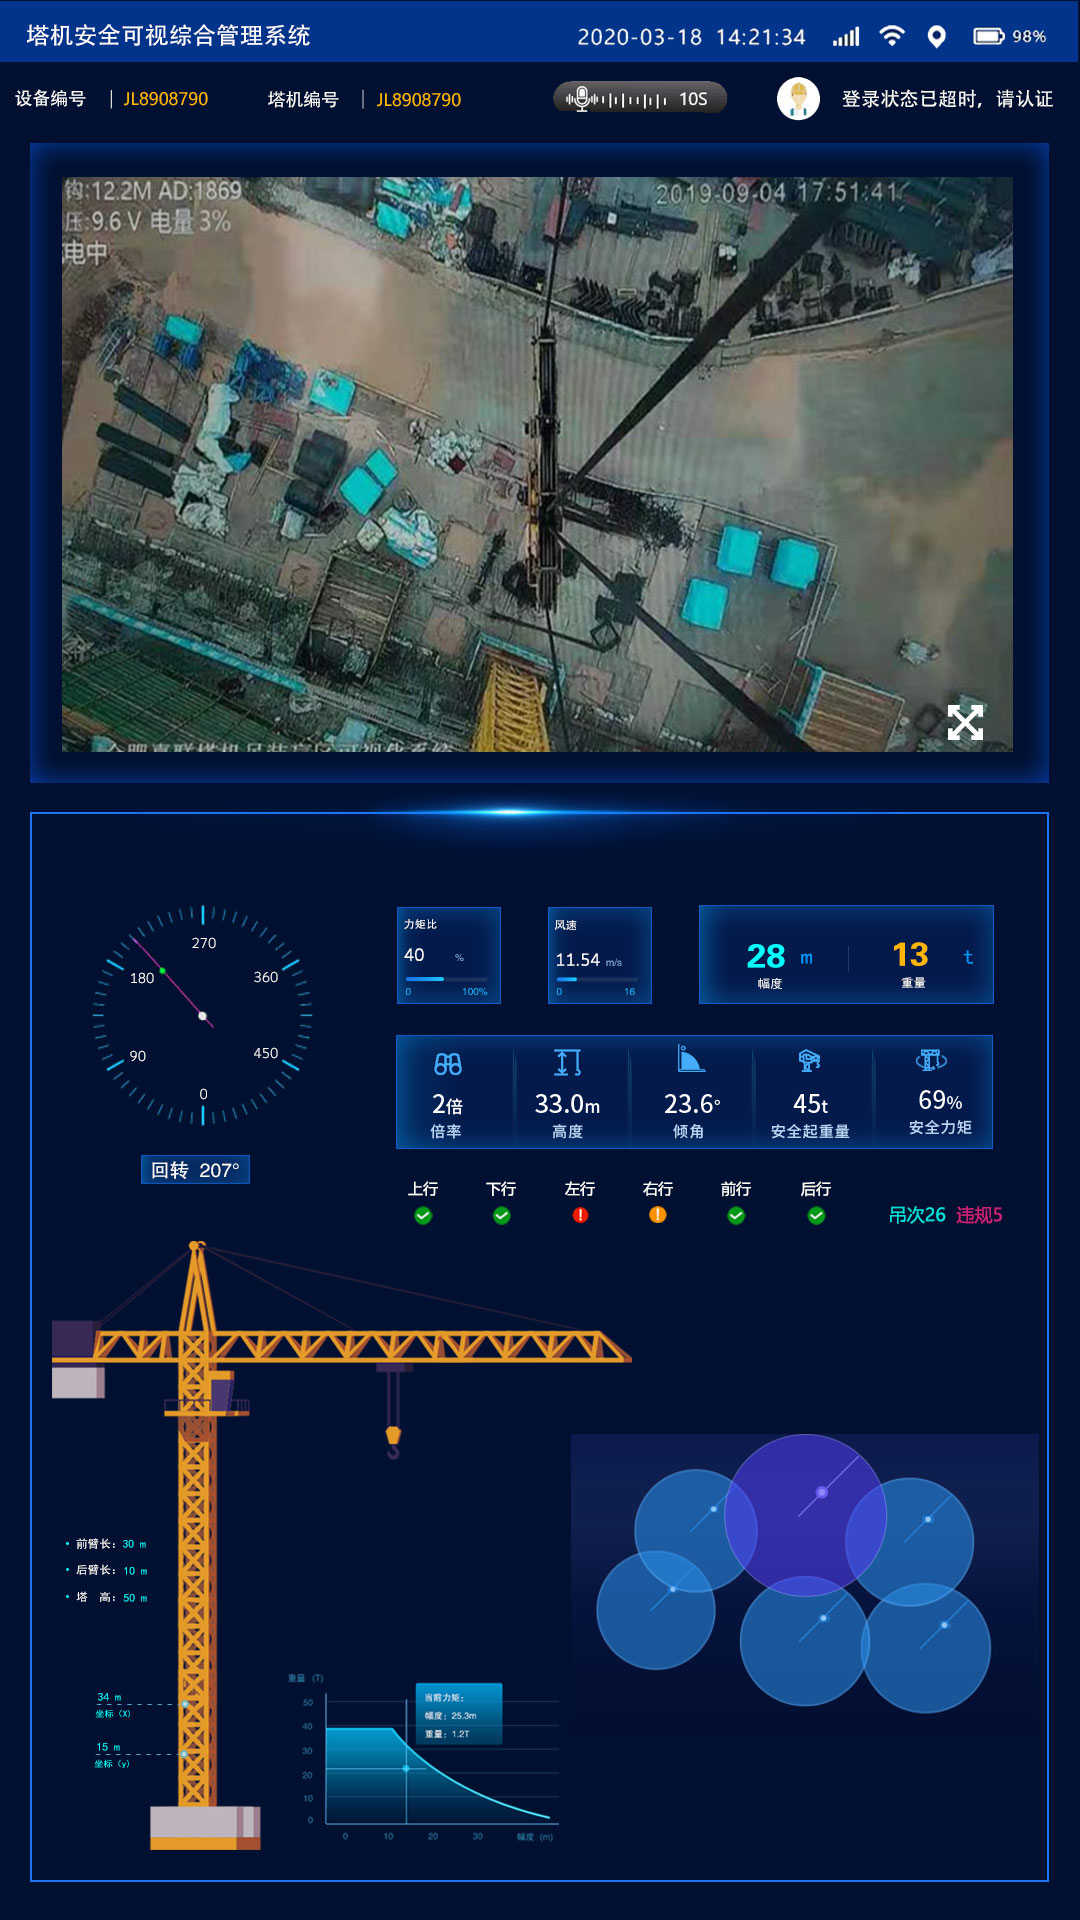 塔机安全可视综合管理系统
2020-03-18 14:21:34
98%
设备编号 | JL8908790
塔机编号 | JL8908790
10S
登录状态已超时，请认证
钩:12.2M AD:1869
2019-09-04 17:51:41
压:9.6 V 电量 3%
电中
270
180
360
90
450
0
回转 207°
力矩比
40 %
0 100%
风速
11.54 m/s
0 16
28 m
幅度
13 t
重量
2倍
倍率
33.0m
高度
23.6°
倾角
45t
安全起重量
69%
安全力矩
上行
下行
左行
右行
前行
后行
吊次26 违规5
前臂长：30 m
后臂长：10 m
塔 高：50 m
34 m
坐标（X）
15 m
坐标（y）
重量 (T)
50
40
30
20
10
0
当前力矩：
幅度：25.3m
重量：1.2T
0 10 20 30 幅度 (m)